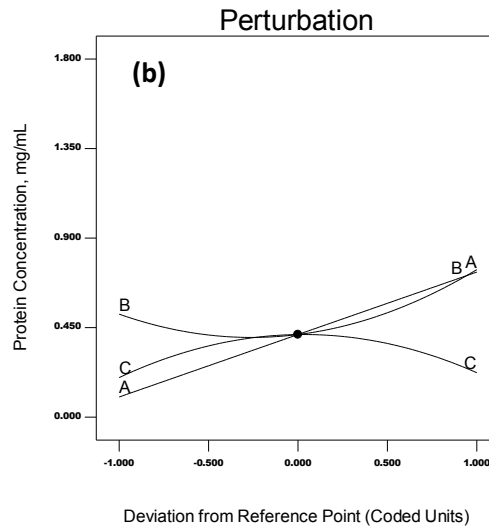 Perturbation
(b)
Protein Concentration, mg/mL
1.800
1.350
0.900
0.450
0.000
B
C
A
B
A
C
-1.000
-0.500
0.000
0.500
1.000
Deviation from Reference Point (Coded Units)